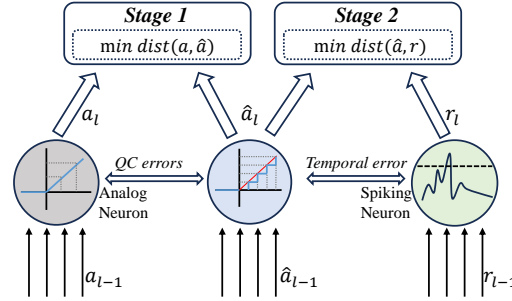 Stage 1
min dist(a, â)
Stage 2
min dist(â, r)
a_l
â_l
r_l
QC errors
Temporal error
Analog
Neuron
Spiking
Neuron
a_{l-1}
â_{l-1}
r_{l-1}